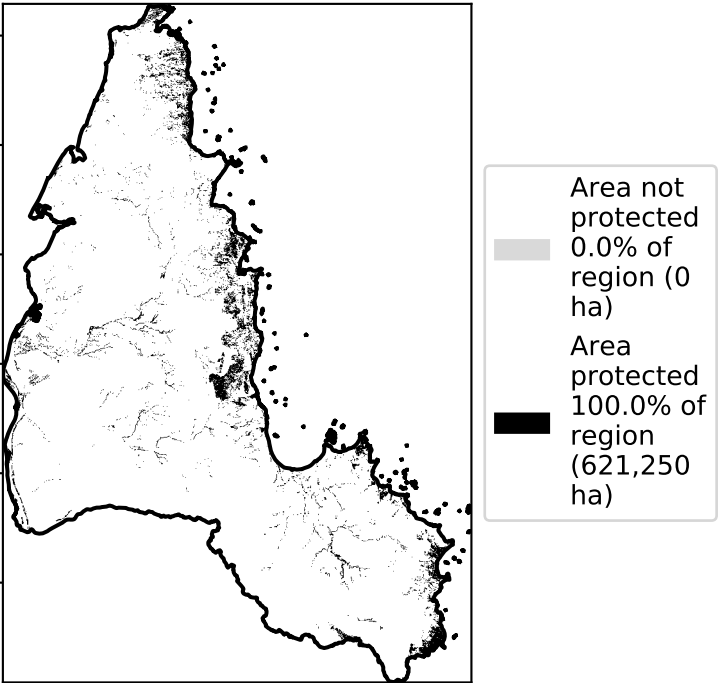 Area not
protected
0.0% of
region (0
ha)
Area
protected
100.0% of
region
(621,250
ha)